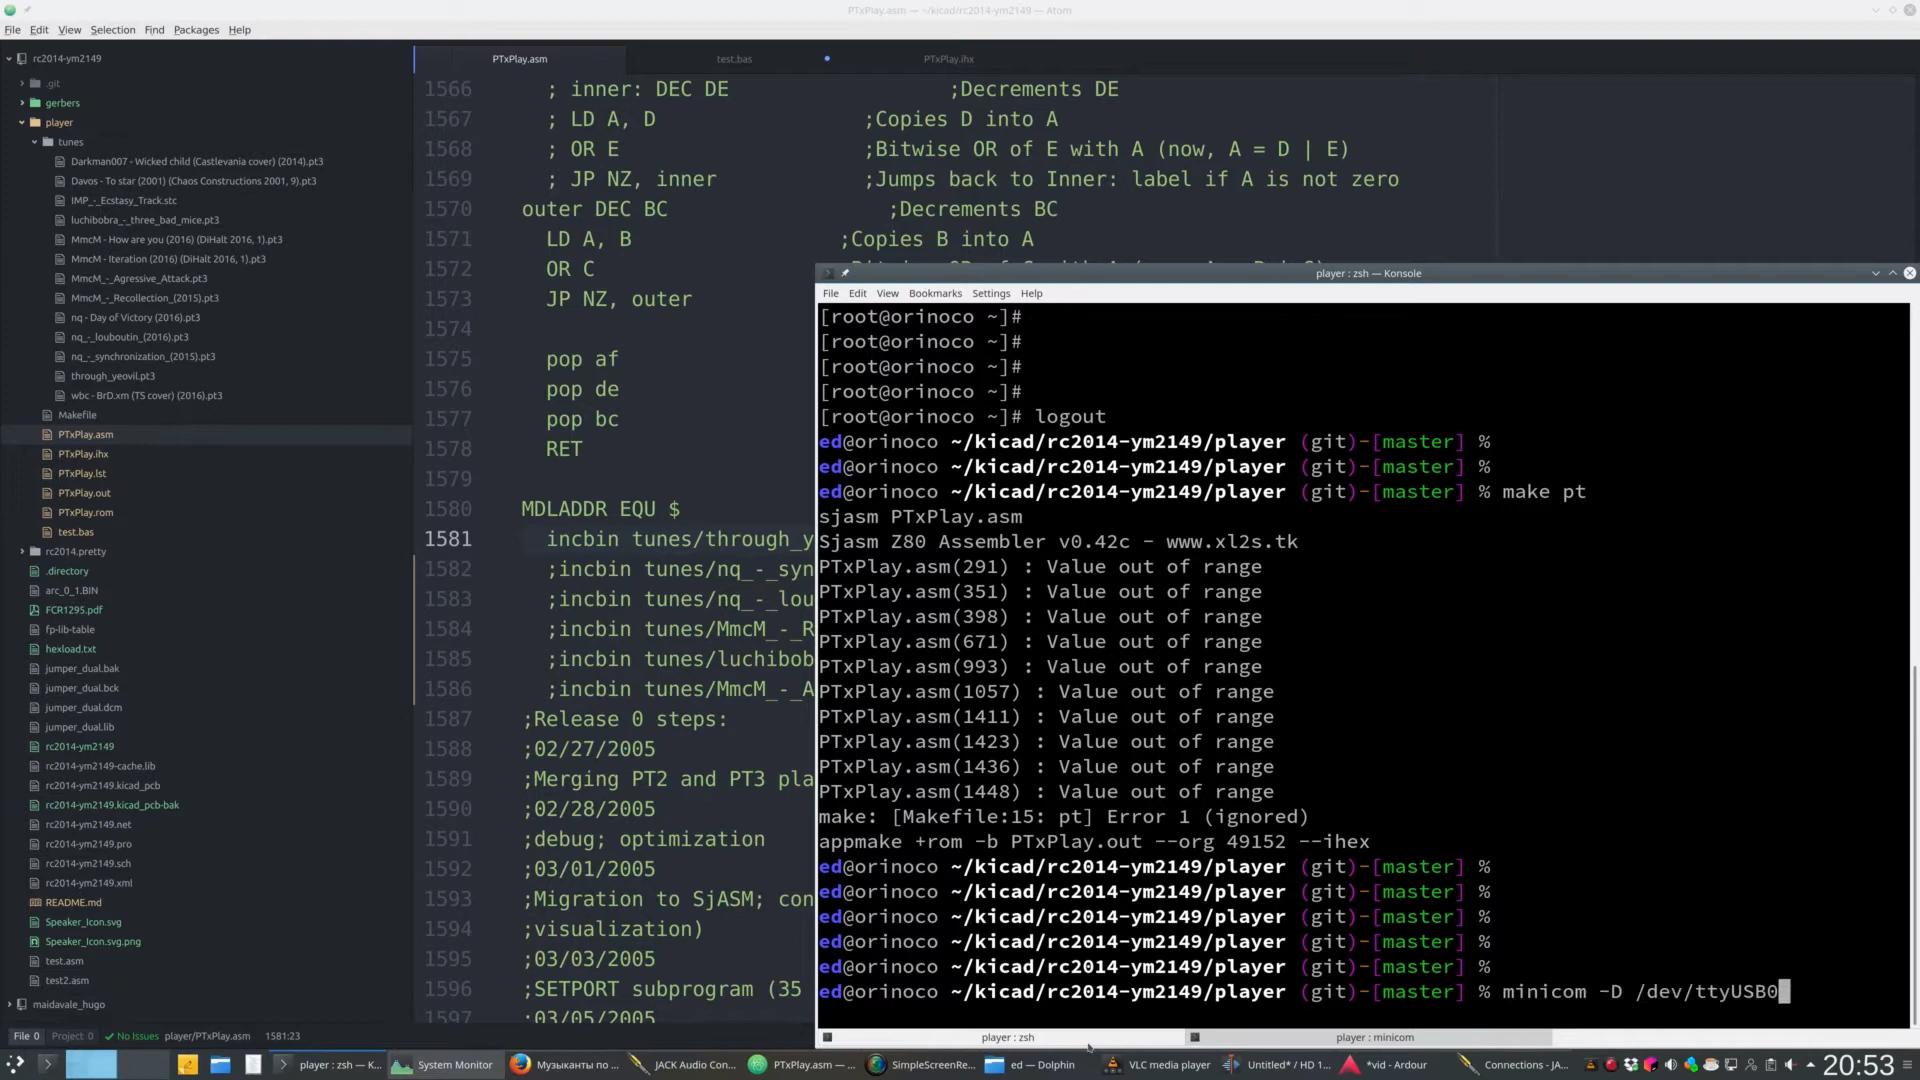 PTxPlay.asm — ~/kicad/rc2014-ym2149 — Atom
File Edit View Selection Find Packages Help
rc2014-ym2149
.git
gerbers
player
tunes
Darkman007 - Wicked child (Castlevania cover) (2014).pt3
Davos - To star (2001) (Chaos Constructions 2001, 9).pt3
IMP_-_Ecstasy_Track.stc
luchibobra_-_three_bad_mice.pt3
MmcM - How are you (2016) (DiHalt 2016, 1).pt3
MmcM - Iteration (2016) (DiHalt 2016, 1).pt3
MmcM_-_Agressive_Attack.pt3
MmcM_-_Recollection_(2015).pt3
nq - Day of Victory (2016).pt3
nq_-_louboutin_(2016).pt3
nq_-_synchronization_(2015).pt3
through_yeovil.pt3
wbc - BrD.xm (TS cover) (2016).pt3
Makefile
PTxPlay.asm
PTxPlay.ihx
PTxPlay.lst
PTxPlay.out
PTxPlay.rom
test.bas
rc2014.pretty
.directory
arc_0_1.BIN
FCR1295.pdf
fp-lib-table
hexload.txt
jumper_dual.bak
jumper_dual.bck
jumper_dual.dcm
jumper_dual.lib
rc2014-ym2149
rc2014-ym2149-cache.lib
rc2014-ym2149.kicad_pcb
rc2014-ym2149.kicad_pcb-bak
rc2014-ym2149.net
rc2014-ym2149.pro
rc2014-ym2149.sch
rc2014-ym2149.xml
README.md
Speaker_Icon.svg
Speaker_Icon.svg.png
test.asm
test2.asm
maidavale_hugo
PTxPlay.asm test.bas PTxPlay.ihx
1566 ; inner: DEC DE ;Decrements DE
1567 ; LD A, D ;Copies D into A
1568 ; OR E ;Bitwise OR of E with A (now, A = D | E)
1569 ; JP NZ, inner ;Jumps back to Inner: label if A is not zero
1570 outer DEC BC ;Decrements BC
1571 LD A, B ;Copies B into A
1572 OR C
1573 JP NZ, outer
1574
1575 pop af
1576 pop de
1577 pop bc
1578 RET
1579
1580 MDLADDR EQU $
1581 incbin tunes/through_y
1582 ;incbin tunes/nq_-_syn
1583 ;incbin tunes/nq_-_lou
1584 ;incbin tunes/MmcM_-_R
1585 ;incbin tunes/luchibob
1586 ;incbin tunes/MmcM_-_A
1587 ;Release 0 steps:
1588 ;02/27/2005
1589 ;Merging PT2 and PT3 pla
1590 ;02/28/2005
1591 ;debug; optimization
1592 ;03/01/2005
1593 ;Migration to SjASM; con
1594 ;visualization)
1595 ;03/03/2005
1596 ;SETPORT subprogram (35
1597 ;03/05/2005
player : zsh — Konsole
File Edit View Bookmarks Settings Help
[root@orinoco ~]#
[root@orinoco ~]#
[root@orinoco ~]#
[root@orinoco ~]#
[root@orinoco ~]# logout
ed@orinoco ~/kicad/rc2014-ym2149/player (git)-[master] %
ed@orinoco ~/kicad/rc2014-ym2149/player (git)-[master] %
ed@orinoco ~/kicad/rc2014-ym2149/player (git)-[master] % make pt
sjasm PTxPlay.asm
Sjasm Z80 Assembler v0.42c - www.xl2s.tk
PTxPlay.asm(291) : Value out of range
PTxPlay.asm(351) : Value out of range
PTxPlay.asm(398) : Value out of range
PTxPlay.asm(671) : Value out of range
PTxPlay.asm(993) : Value out of range
PTxPlay.asm(1057) : Value out of range
PTxPlay.asm(1411) : Value out of range
PTxPlay.asm(1423) : Value out of range
PTxPlay.asm(1436) : Value out of range
PTxPlay.asm(1448) : Value out of range
make: [Makefile:15: pt] Error 1 (ignored)
appmake +rom -b PTxPlay.out --org 49152 --ihex
ed@orinoco ~/kicad/rc2014-ym2149/player (git)-[master] %
ed@orinoco ~/kicad/rc2014-ym2149/player (git)-[master] %
ed@orinoco ~/kicad/rc2014-ym2149/player (git)-[master] %
ed@orinoco ~/kicad/rc2014-ym2149/player (git)-[master] %
ed@orinoco ~/kicad/rc2014-ym2149/player (git)-[master] %
ed@orinoco ~/kicad/rc2014-ym2149/player (git)-[master] % minicom -D /dev/ttyUSB0
player : zsh player : minicom
File 0 Project 0 No Issues player/PTxPlay.asm 1581:23
player : zsh — K... System Monitor Музыканты по ... JACK Audio Con... PTxPlay.asm — ... SimpleScreenRe... ed — Dolphin VLC media player Untitled* / HD 1... *vid - Ardour Connections - JA... 20:53